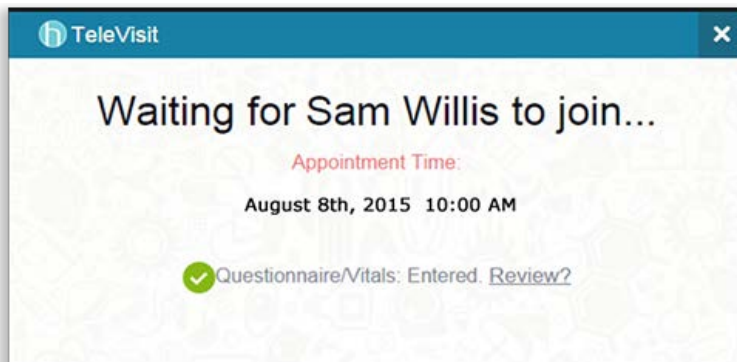 TeleVisit
Waiting for Sam Willis to join...
Appointment Time:
August 8th, 2015 10:00 AM
Questionnaire/Vitals: Entered. Review?